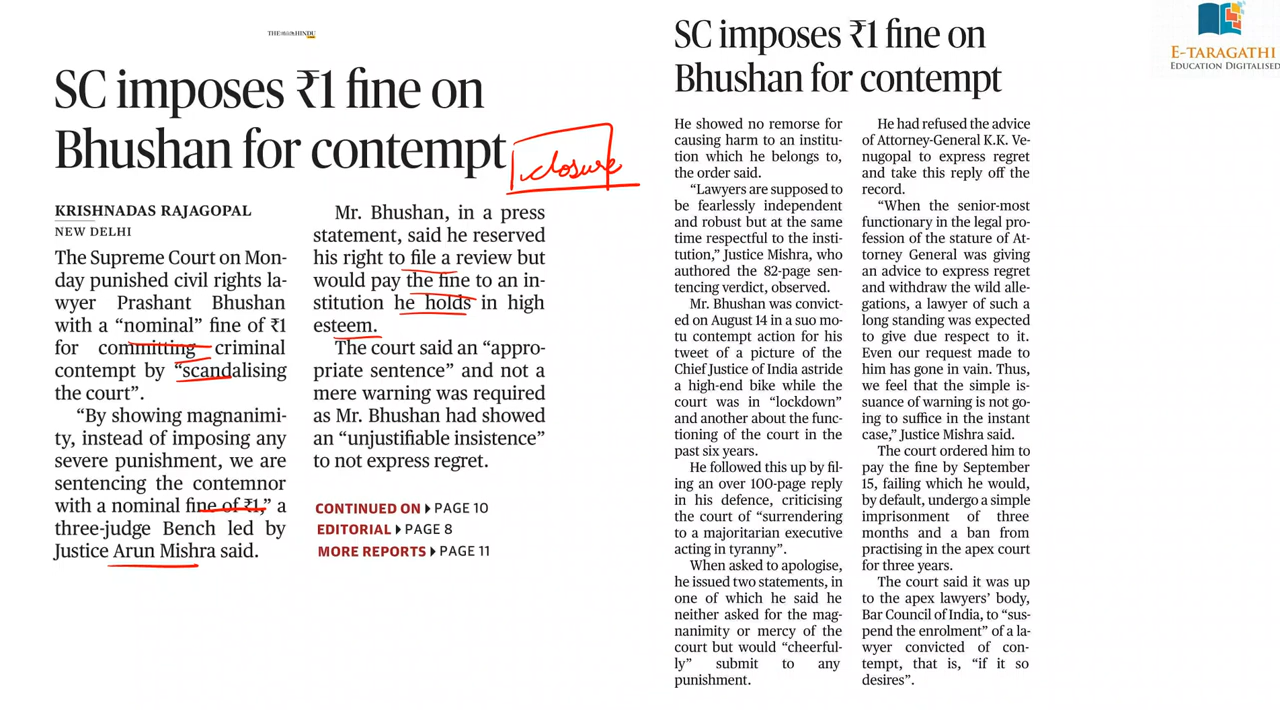 THE HINDU
SC imposes ₹1 fine on
Bhushan for contempt
closure
KRISHNADAS RAJAGOPAL
NEW DELHI
The Supreme Court on Mon-
day punished civil rights la-
wyer Prashant Bhushan
with a “nominal” fine of ₹1
for committing criminal
contempt by “scandalising
the court”.
“By showing magnanimi-
ty, instead of imposing any
severe punishment, we are
sentencing the contemnor
with a nominal fine of ₹1,” a
three-judge Bench led by
Justice Arun Mishra said.
Mr. Bhushan, in a press
statement, said he reserved
his right to file a review but
would pay the fine to an in-
stitution he holds in high
esteem.
The court said an “appro-
priate sentence” and not a
mere warning was required
as Mr. Bhushan had showed
an “unjustifiable insistence”
to not express regret.
CONTINUED ON PAGE 10
EDITORIAL PAGE 8
MORE REPORTS PAGE 11
SC imposes ₹1 fine on
Bhushan for contempt
He showed no remorse for
causing harm to an institu-
tion which he belongs to,
the order said.
“Lawyers are supposed to
be fearlessly independent
and robust but at the same
time respectful to the insti-
tution,” Justice Mishra, who
authored the 82-page sen-
tencing verdict, observed.
Mr. Bhushan was convict-
ed on August 14 in a suo mo-
tu contempt action for his
tweet of a picture of the
Chief Justice of India astride
a high-end bike while the
court was in “lockdown”
and another about the func-
tioning of the court in the
past six years.
He followed this up by fil-
ing an over 100-page reply
in his defence, criticising
the court of “surrendering
to a majoritarian executive
acting in tyranny”.
When asked to apologise,
he issued two statements, in
one of which he said he
neither asked for the mag-
nanimity or mercy of the
court but would “cheerful-
ly” submit to any
punishment.
He had refused the advice
of Attorney-General K.K. Ve-
nugopal to express regret
and take this reply off the
record.
“When the senior-most
functionary in the legal pro-
fession of the stature of At-
torney General was giving
an advice to express regret
and withdraw the wild alle-
gations, a lawyer of such a
long standing was expected
to give due respect to it.
Even our request made to
him has gone in vain. Thus,
we feel that the simple is-
suance of warning is not go-
ing to suffice in the instant
case,” Justice Mishra said.
The court ordered him to
pay the fine by September
15, failing which he would,
by default, undergo a simple
imprisonment of three
months and a ban from
practising in the apex court
for three years.
The court said it was up
to the apex lawyers’ body,
Bar Council of India, to “sus-
pend the enrolment” of a la-
wyer convicted of con-
tempt, that is, “if it so
desires”.
E-TARAGATHI
EDUCATION DIGITALISED